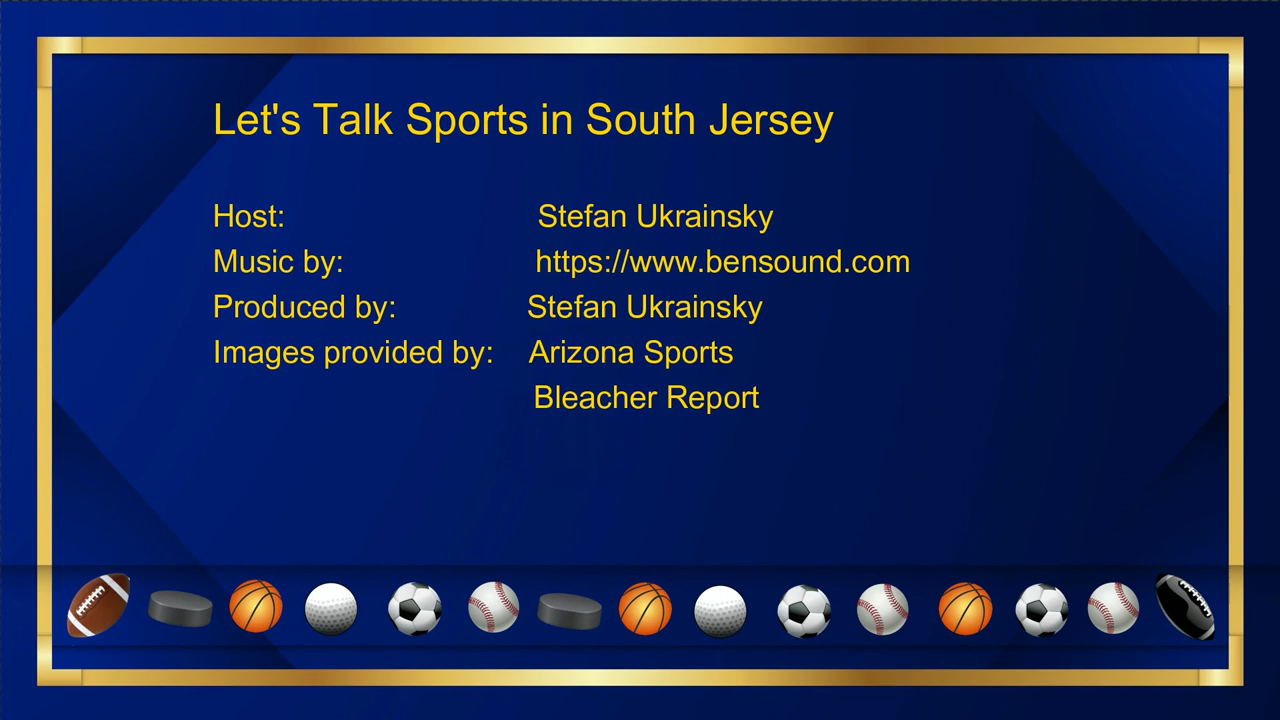 Let's Talk Sports in South Jersey
Host: Stefan Ukrainsky
Music by: https://www.bensound.com
Produced by: Stefan Ukrainsky
Images provided by: Arizona Sports
Bleacher Report